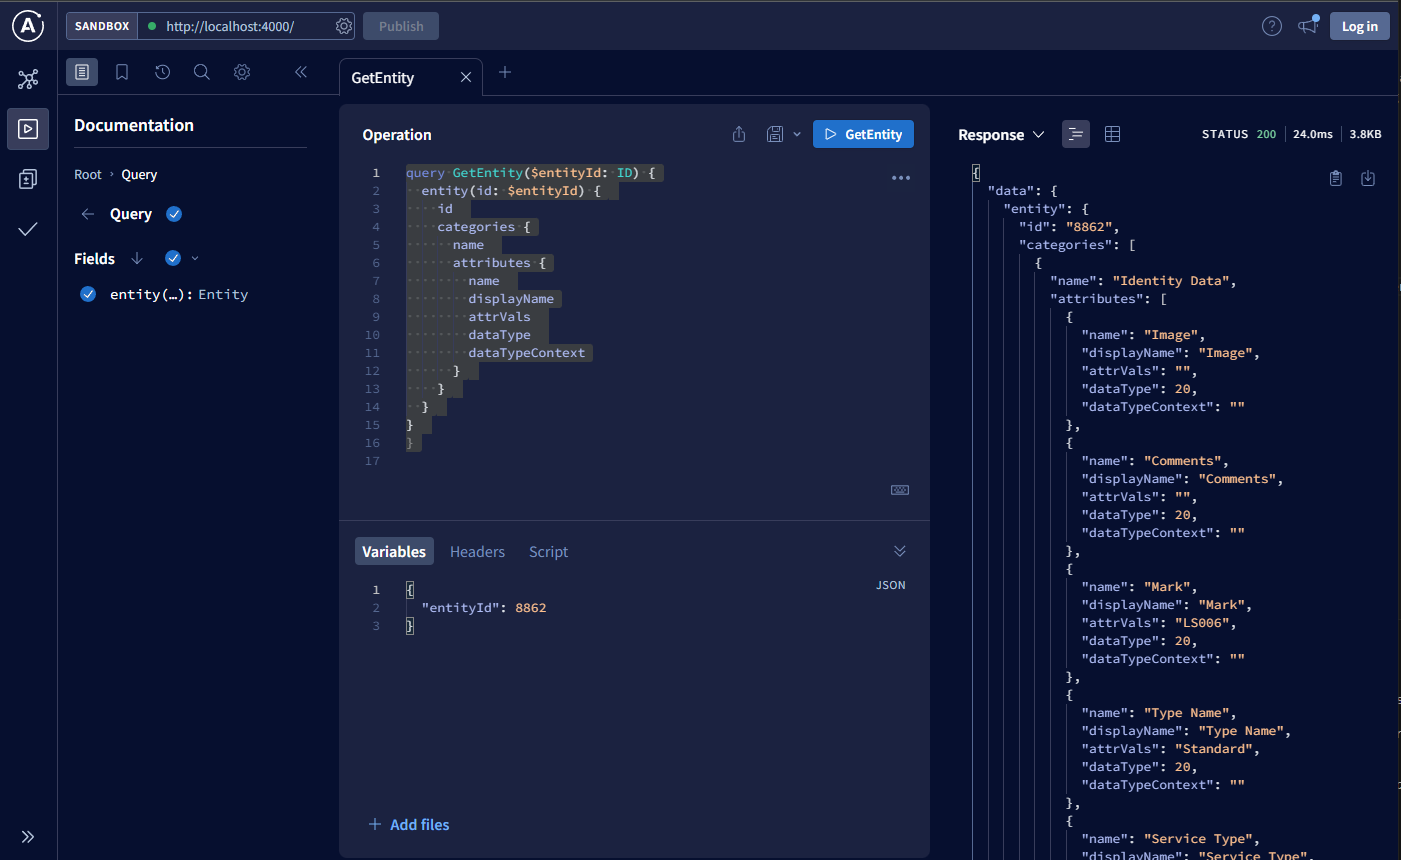 SANDBOX
http://localhost:4000/
Publish
Log in
GetEntity
Documentation
Root › Query
Query
Fields
entity(…): Entity
Operation
GetEntity
1 query GetEntity($entityId: ID) {
2 entity(id: $entityId) {
3 id
4 categories {
5 name
6 attributes {
7 name
8 displayName
9 attrVals
10 dataType
11 dataTypeContext
12 }
13 }
14 }
15 }
16 }
17
Variables Headers Script
JSON
1 {
2 "entityId": 8862
3 }
+ Add files
Response
STATUS 200 24.0ms 3.8KB
{
"data": {
"entity": {
"id": "8862",
"categories": [
{
"name": "Identity Data",
"attributes": [
{
"name": "Image",
"displayName": "Image",
"attrVals": "",
"dataType": 20,
"dataTypeContext": ""
},
{
"name": "Comments",
"displayName": "Comments",
"attrVals": "",
"dataType": 20,
"dataTypeContext": ""
},
{
"name": "Mark",
"displayName": "Mark",
"attrVals": "LS006",
"dataType": 20,
"dataTypeContext": ""
},
{
"name": "Type Name",
"displayName": "Type Name",
"attrVals": "Standard",
"dataType": 20,
"dataTypeContext": ""
},
{
"name": "Service Type",
"displayName": "Service Type",